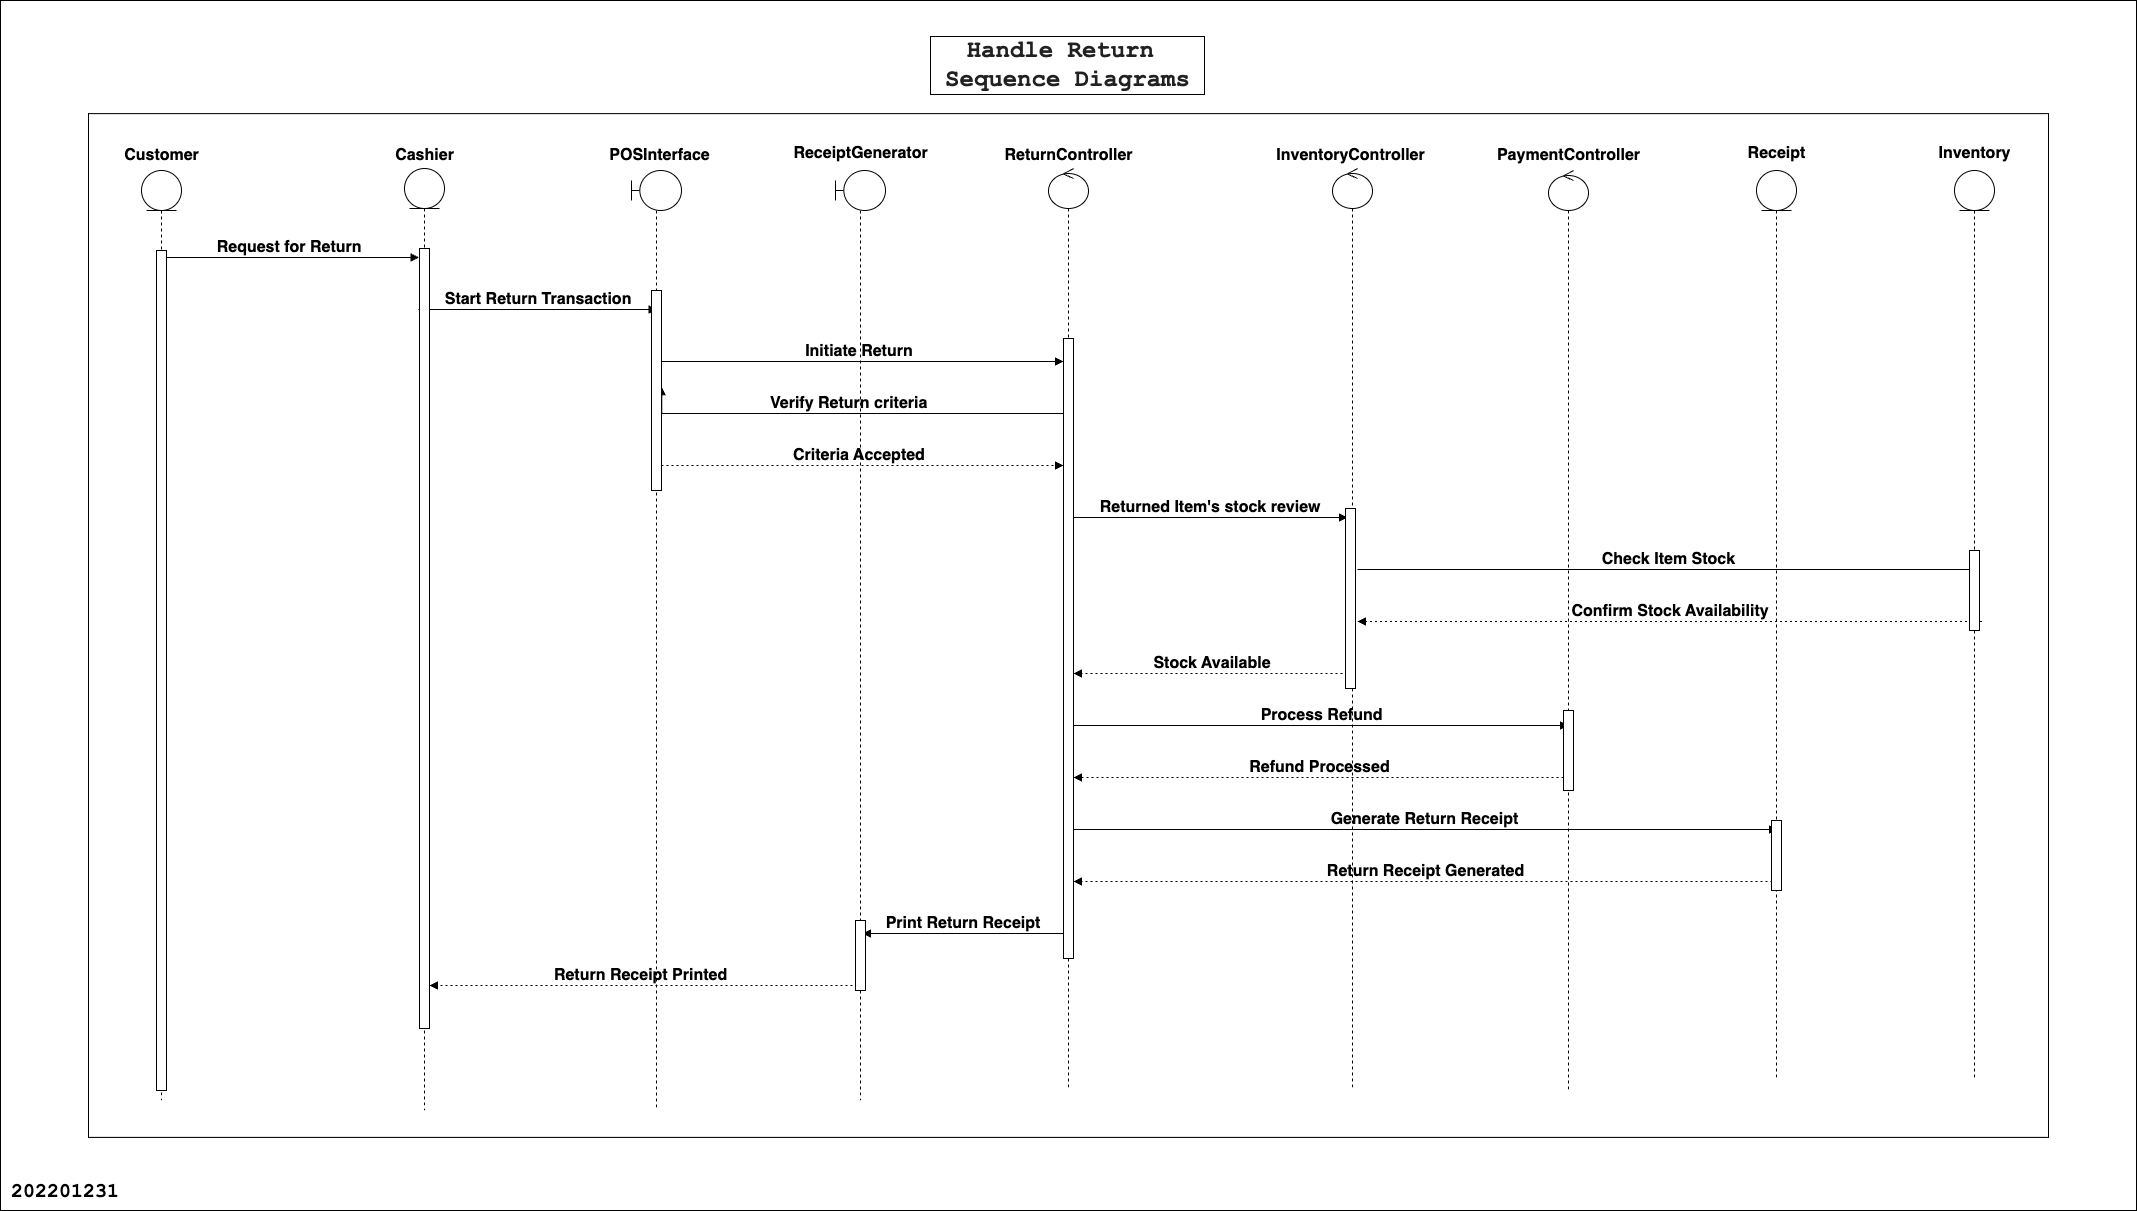 Handle Return
Sequence Diagrams
Customer
Cashier
POSInterface
ReceiptGenerator
ReturnController
InventoryController
PaymentController
Receipt
Inventory
Request for Return
Start Return Transaction
Initiate Return
Verify Return criteria
Criteria Accepted
Returned Item's stock review
Check Item Stock
Confirm Stock Availability
Stock Available
Process Refund
Refund Processed
Generate Return Receipt
Return Receipt Generated
Print Return Receipt
Return Receipt Printed
202201231